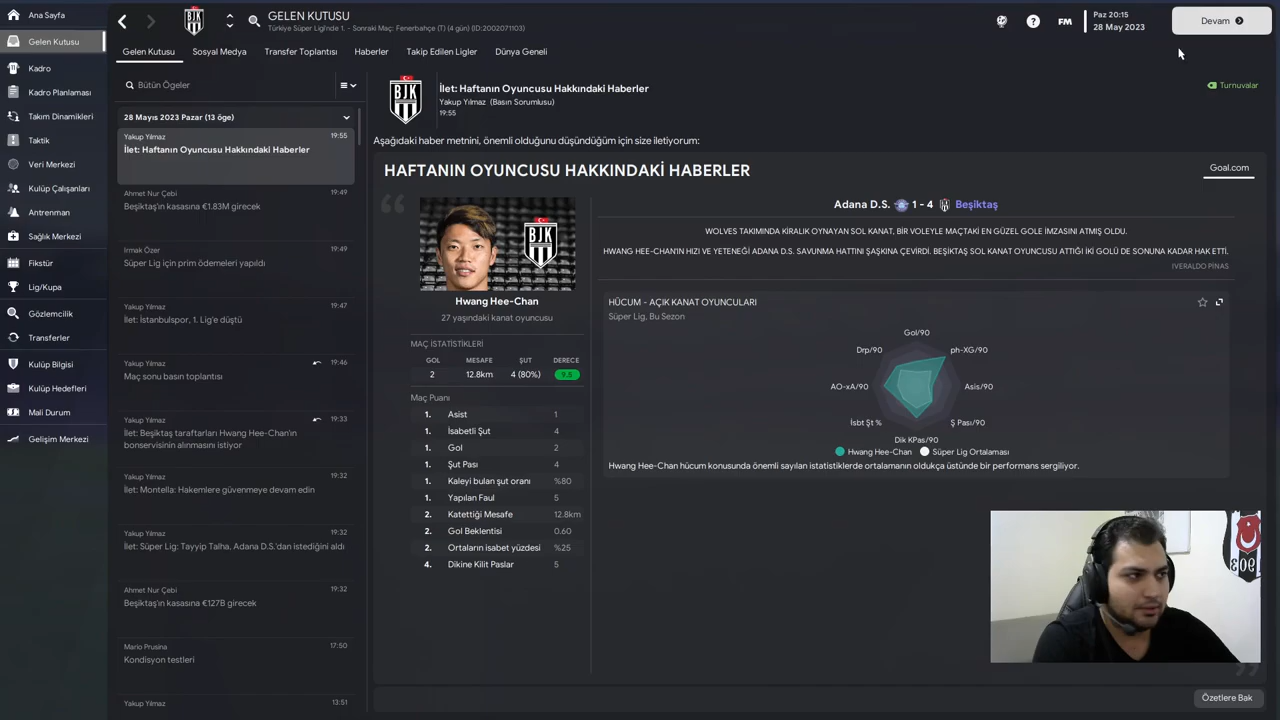 Ana Sayfa
Gelen Kutusu
Kadro
Kadro Planlaması
Takım Dinamikleri
Taktik
Veri Merkezi
Kulüp Çalışanları
Antrenman
Sağlık Merkezi
Fikstür
Lig/Kupa
Gözlemcilik
Transferler
Kulüp Bilgisi
Kulüp Hedefleri
Mali Durum
Gelişim Merkezi
GELEN KUTUSU
Türkiye Süper Ligi'nde 1. - Sonraki Maç: Fenerbahçe (T) (4 gün) (ID:2002071103)
FM
Paz 20:15
28 May 2023
Devam
Gelen Kutusu
Sosyal Medya
Transfer Toplantısı
Haberler
Takip Edilen Ligler
Dünya Geneli
Bütün Ögeler
28 Mayıs 2023 Pazar (13 öge)
Yakup Yılmaz 19:55
İlet: Haftanın Oyuncusu Hakkındaki Haberler
Ahmet Nur Çebi 19:49
Beşiktaş'ın kasasına €1.83M girecek
Irmak Özer 19:49
Süper Lig için prim ödemeleri yapıldı
Yakup Yılmaz 19:47
İlet: İstanbulspor, 1. Lig'e düştü
Yakup Yılmaz 19:46
Maç sonu basın toplantısı
Yakup Yılmaz 19:33
İlet: Beşiktaş taraftarları Hwang Hee-Chan'ın
bonservisinin alınmasını istiyor
Yakup Yılmaz 19:32
İlet: Montella: Hakemlere güvenmeye devam edin
Yakup Yılmaz 19:32
İlet: Süper Lig: Tayyip Talha, Adana D.S.'dan istediğini aldı
Ahmet Nur Çebi 19:32
Beşiktaş'ın kasasına €127B girecek
Mario Prusina 17:50
Kondisyon testleri
Yakup Yılmaz 13:51
BJK
İlet: Haftanın Oyuncusu Hakkındaki Haberler
Yakup Yılmaz (Basın Sorumlusu)
19:55
Turnuvalar
Aşağıdaki haber metnini, önemli olduğunu düşündüğüm için size iletiyorum:
HAFTANIN OYUNCUSU HAKKINDAKİ HABERLER
Goal.com
BJK
Hwang Hee-Chan
27 yaşındaki kanat oyuncusu
MAÇ İSTATİSTİKLERİ
GOL MESAFE ŞUT DERECE
2 12.8km 4 (80%) 9.5
Maç Puanı
1. Asist 1
1. İsabetli Şut 4
1. Gol 2
1. Şut Pası 4
1. Kaleyi bulan şut oranı %80
1. Yapılan Faul 5
2. Katettiği Mesafe 12.8km
2. Gol Beklentisi 0.60
2. Ortaların isabet yüzdesi %25
4. Dikine Kilit Paslar 5
Adana D.S. 1 - 4 Beşiktaş
WOLVES TAKIMINDA KİRALIK OYNAYAN SOL KANAT, BİR VOLEYLE MAÇTAKİ EN GÜZEL GOLE İMZASINI ATMIŞ OLDU.
HWANG HEE-CHAN'IN HIZI VE YETENEĞİ ADANA D.S. SAVUNMA HATTINI ŞAŞKINA ÇEVİRDİ. BEŞİKTAŞ SOL KANAT OYUNCUSU ATTIĞI İKİ GOLÜ DE SONUNA KADAR HAK ETTİ.
IVERALDO PINAS
HÜCUM - AÇIK KANAT OYUNCULARI
Süper Lig, Bu Sezon
Gol/90
ph-XG/90
Asis/90
Ş Pası/90
Dik KPas/90
İsbt Şt %
AO-xA/90
Drp/90
Hwang Hee-Chan
Süper Lig Ortalaması
Hwang Hee-Chan hücum konusunda önemli sayılan istatistiklerde ortalamanın oldukça üstünde bir performans sergiliyor.
Özetlere Bak